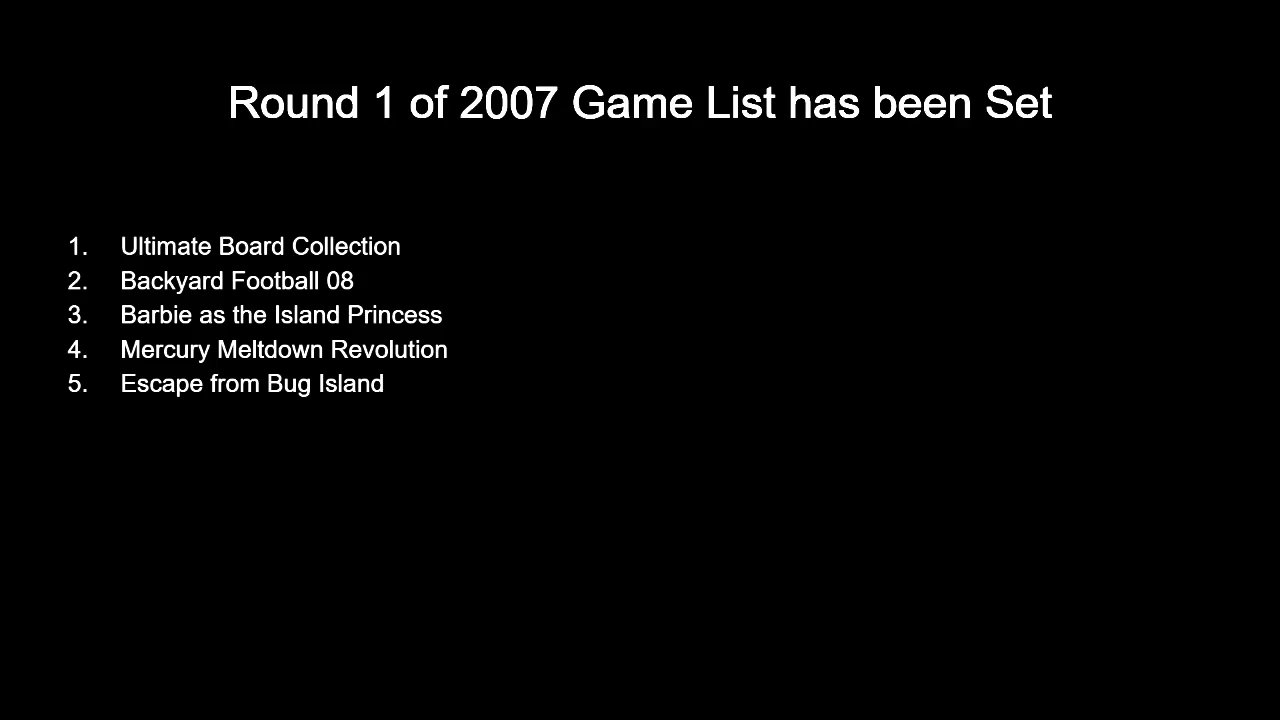 Round 1 of 2007 Game List has been Set
1. Ultimate Board Collection
2. Backyard Football 08
3. Barbie as the Island Princess
4. Mercury Meltdown Revolution
5. Escape from Bug Island